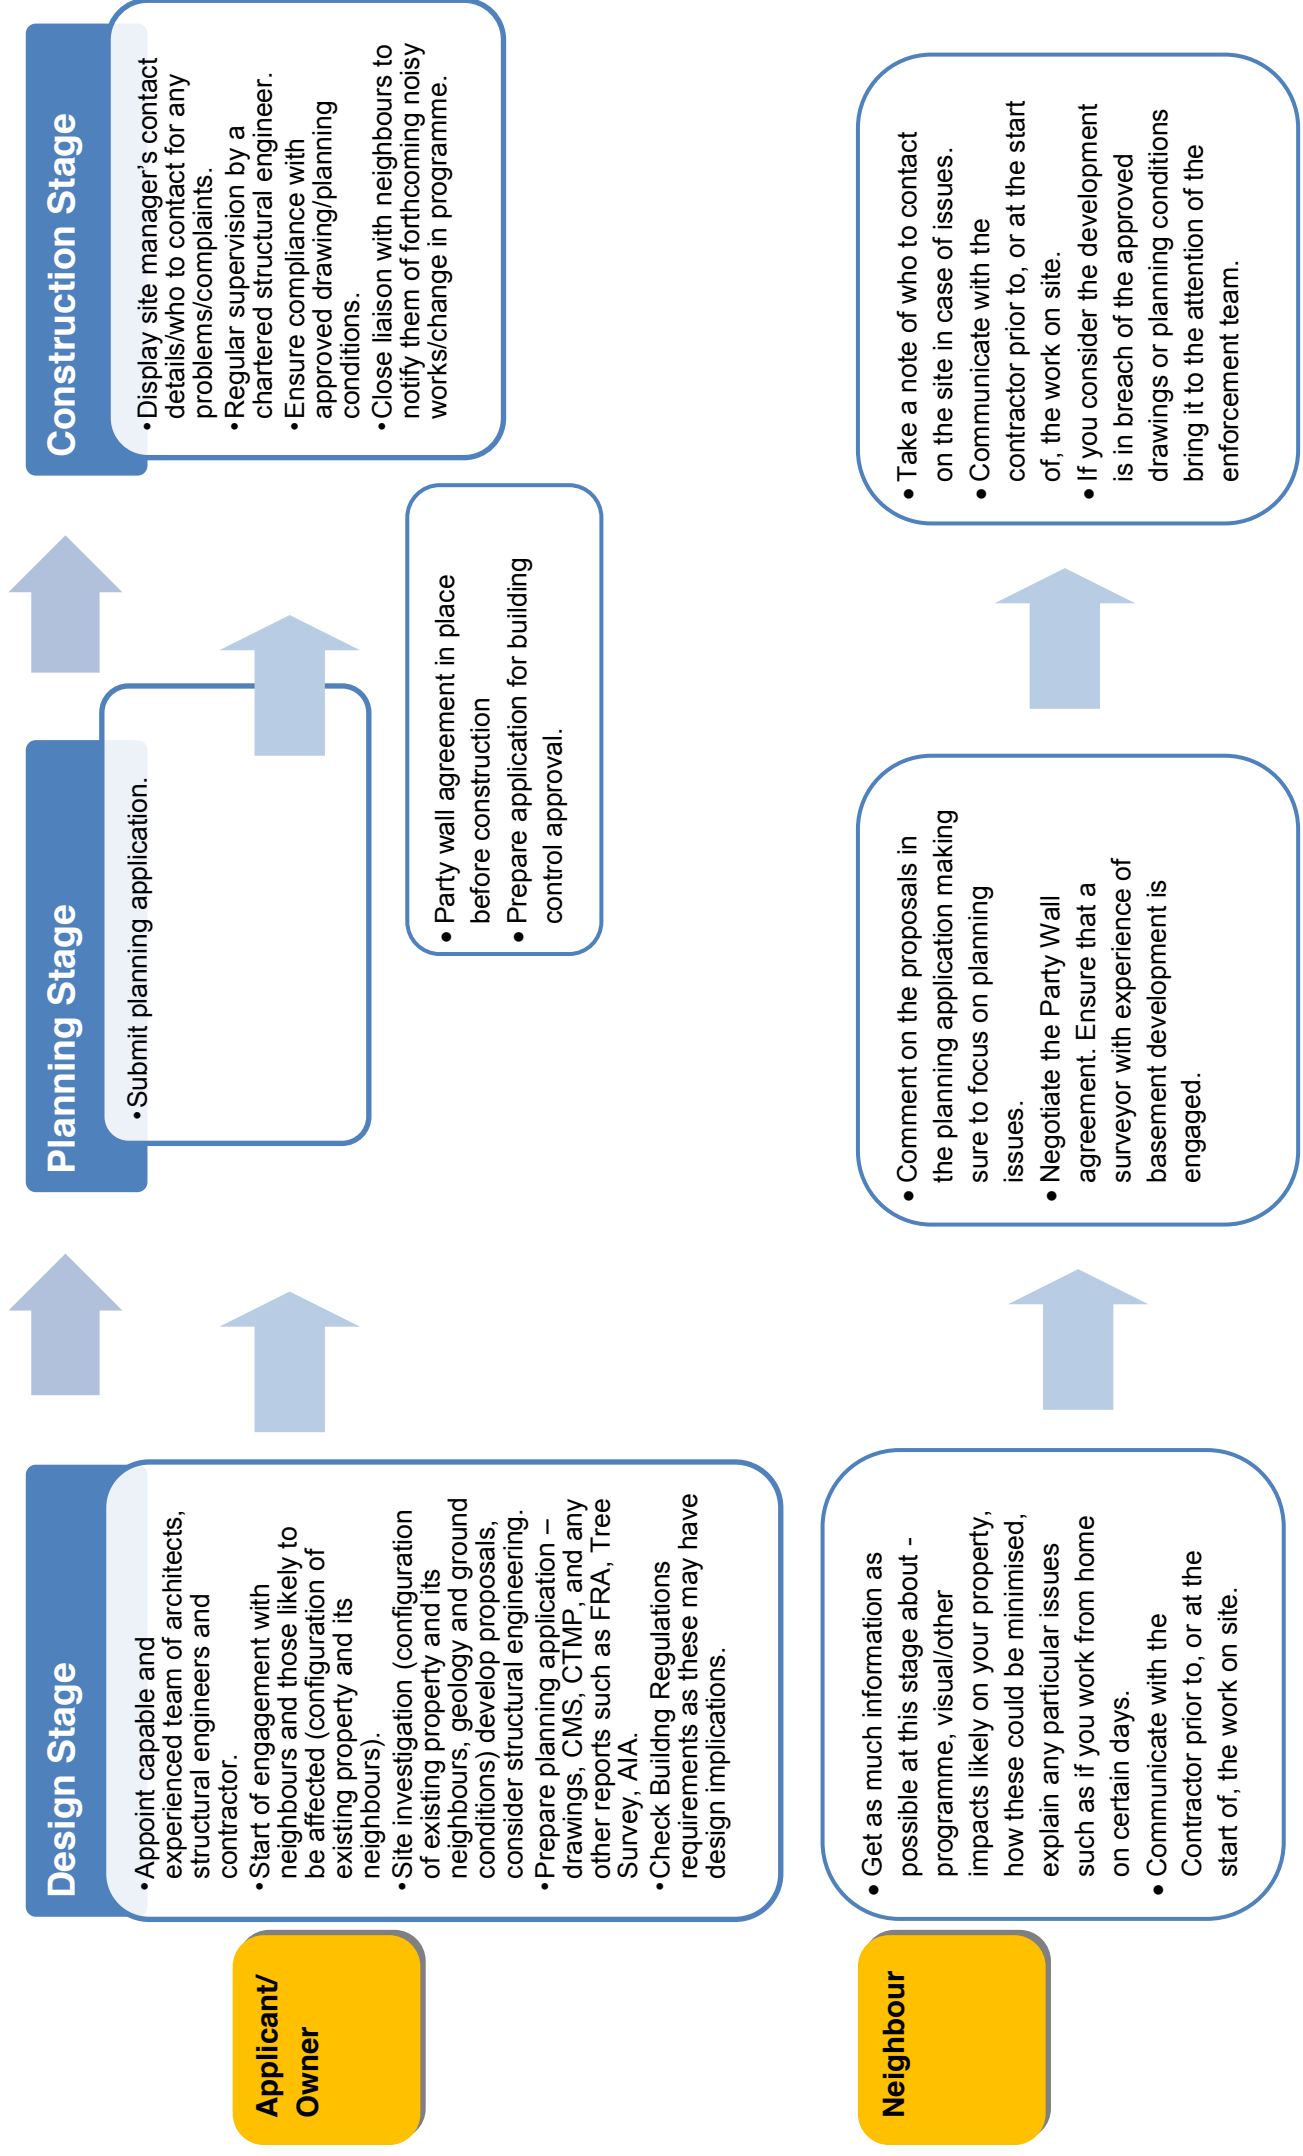 Design Stage
Planning Stage
Construction Stage
Applicant/
Owner
•Appoint capable and
experienced team of architects,
structural engineers and
contractor.
•Start of engagement with
neighbours and those likely to
be affected (configuration of
existing property and its
neighbours).
•Site investigation (configuration
of existing property and its
neighbours, geology and ground
conditions) develop proposals,
consider structural engineering.
•Prepare planning application –
drawings, CMS, CTMP, and any
other reports such as FRA, Tree
Survey, AIA.
•Check Building Regulations
requirements as these may have
design implications.
•Submit planning application.
• Party wall agreement in place
before construction
• Prepare application for building
control approval.
•Display site manager’s contact
details/who to contact for any
problems/complaints.
•Regular supervision by a
chartered structural engineer.
•Ensure compliance with
approved drawing/planning
conditions.
•Close liaison with neighbours to
notify them of forthcoming noisy
works/change in programme.
Neighbour
• Get as much information as
possible at this stage about -
programme, visual/other
impacts likely on your property,
how these could be minimised,
explain any particular issues
such as if you work from home
on certain days.
• Communicate with the
Contractor prior to, or at the
start of, the work on site.
• Comment on the proposals in
the planning application making
sure to focus on planning
issues.
• Negotiate the Party Wall
agreement. Ensure that a
surveyor with experience of
basement development is
engaged.
• Take a note of who to contact
on the site in case of issues.
• Communicate with the
contractor prior to, or at the start
of, the work on site.
• If you consider the development
is in breach of the approved
drawings or planning conditions
bring it to the attention of the
enforcement team.